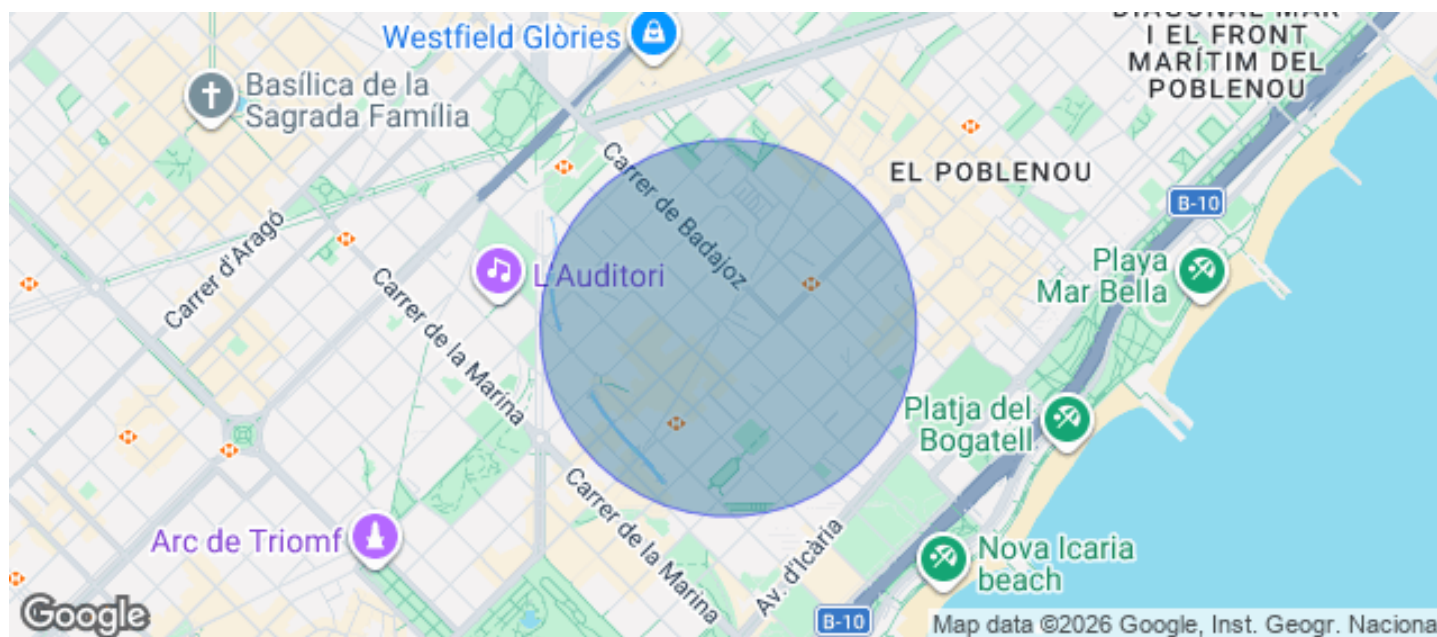 DIAGONAL MAR
I EL FRONT
MARÍTIM DEL
POBLENOU
Westfield Glòries
Basílica de la
Sagrada Família
EL POBLENOU
Carrer de Badajoz
B-10
Carrer d'Aragó
Playa
Mar Bella
L'Auditori
Carrer de la Marina
Platja del
Bogatell
Carrer de la Marina
Arc de Triomf
Av. d'Icària
Nova Icaria
beach
Google
B-10
Map data ©2026 Google, Inst. Geogr. Naciona